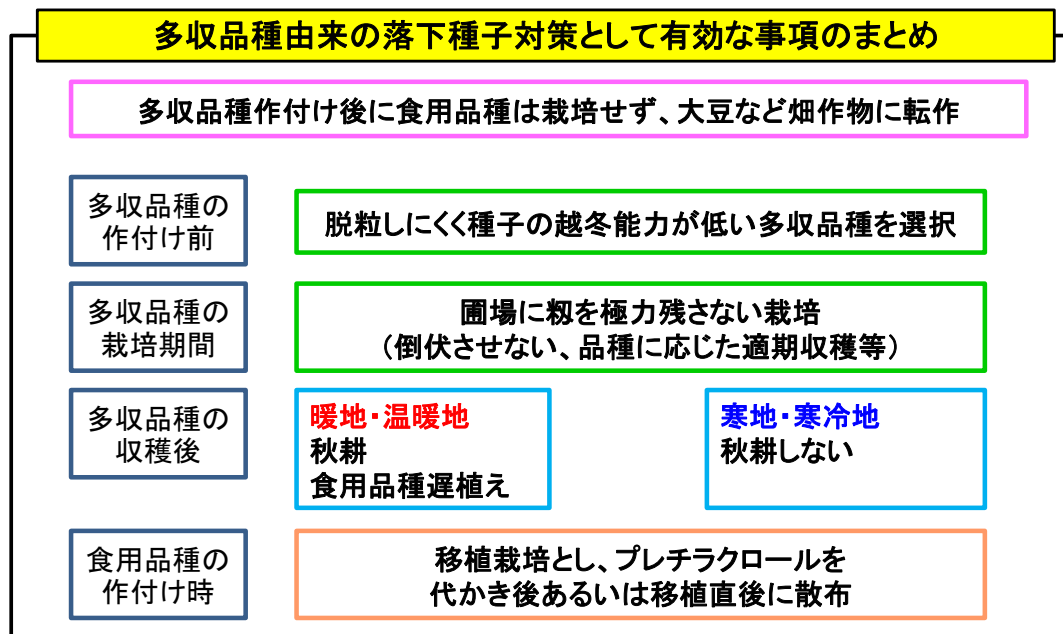 多収品種由来の落下種子対策として有効な事項のまとめ
多収品種作付け後に食用品種は栽培せず、大豆など畑作物に転作
多収品種の
作付け前
脱粒しにくく種子の越冬能力が低い多収品種を選択
多収品種の
栽培期間
圃場に籾を極力残さない栽培
（倒伏させない、品種に応じた適期収穫等）
多収品種の
収穫後
暖地・温暖地
秋耕
食用品種遅植え
寒地・寒冷地
秋耕しない
食用品種の
作付け時
移植栽培とし、プレチラクロールを
代かき後あるいは移植直後に散布